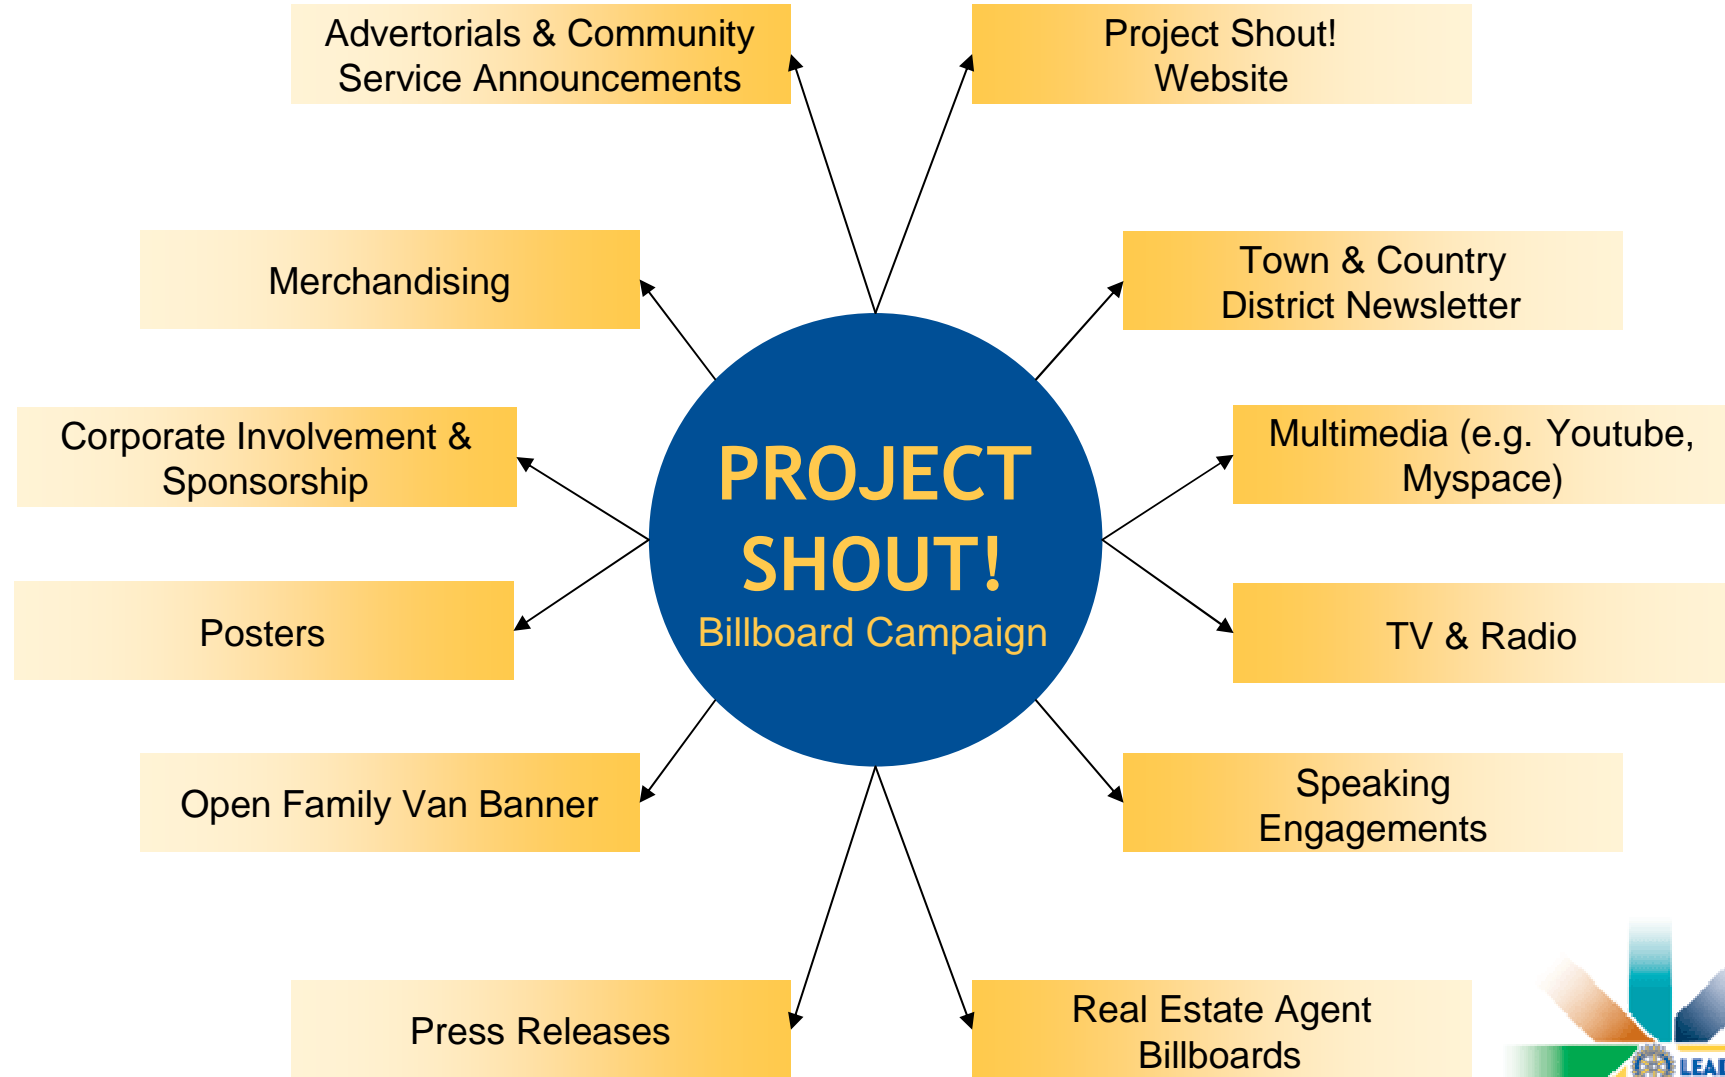 Advertorials & Community
Service Announcements
Project Shout!
Website
Merchandising
Town & Country
District Newsletter
Corporate Involvement &
Sponsorship
Multimedia (e.g. Youtube,
Myspace)
PROJECT
SHOUT!
Billboard Campaign
Posters
TV & Radio
Open Family Van Banner
Speaking
Engagements
Press Releases
Real Estate Agent
Billboards